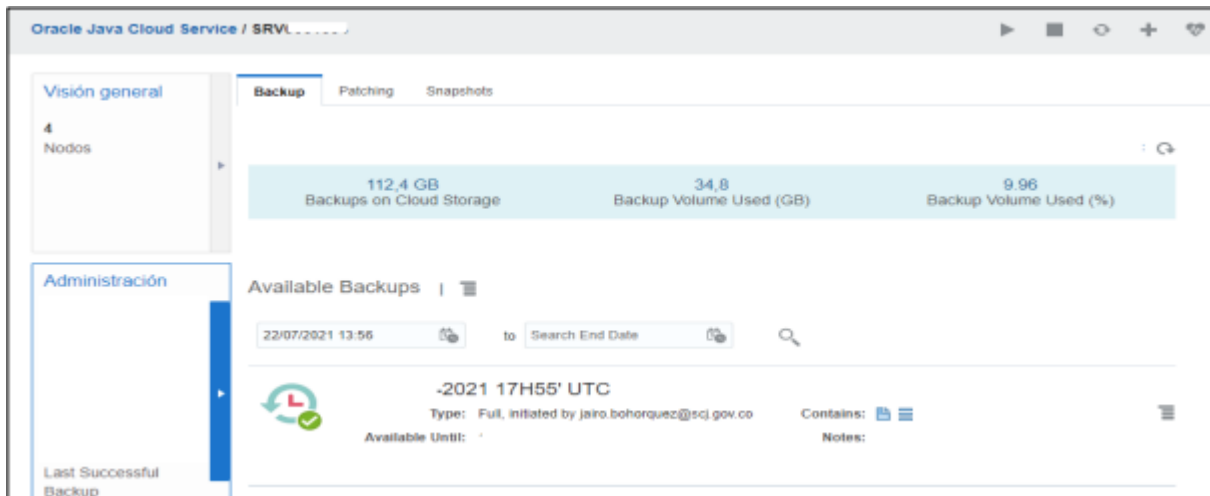 Oracle Java Cloud Service / SRV
Visión general
4
Nodos
Backup Patching Snapshots
112,4 GB 34,8 9.96
Backups on Cloud Storage Backup Volume Used (GB) Backup Volume Used (%)
Administración
Available Backups |
22/07/2021 13:56 to Search End Date
-2021 17H55' UTC
Type: Full, initiated by jairo.bohorquez@scj.gov.co Contains:
Available Until: Notes:
Last Successful
Backup